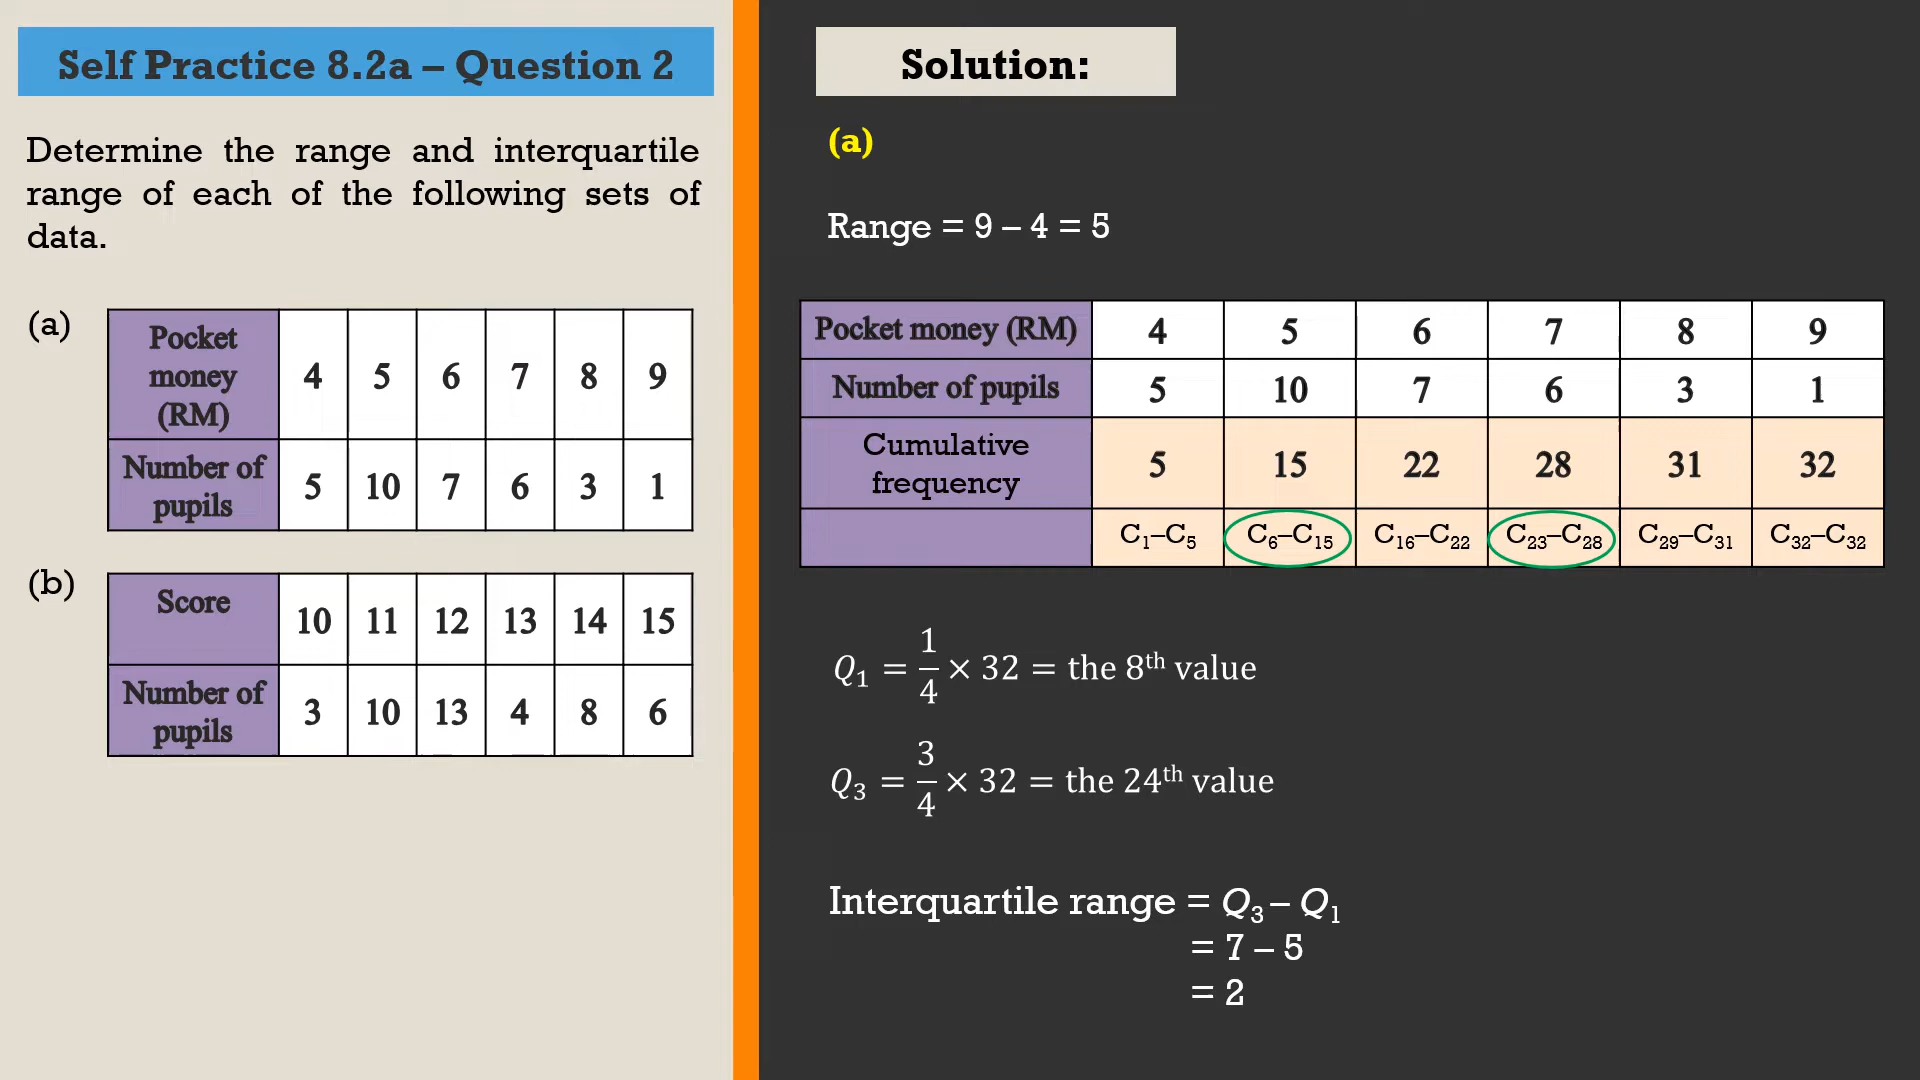 Self Practice 8.2a – Question 2
Determine the range and interquartile
range of each of the following sets of
data.
(a)
Pocket money (RM) 4 5 6 7 8 9
Number of pupils 5 10 7 6 3 1
(b)
Score 10 11 12 13 14 15
Number of pupils 3 10 13 4 8 6
Solution:
(a)
Range = 9 – 4 = 5
Pocket money (RM) 4 5 6 7 8 9
Number of pupils 5 10 7 6 3 1
Cumulative frequency 5 15 22 28 31 32
C₁–C₅ C₆–C₁₅ C₁₆–C₂₂ C₂₃–C₂₈ C₂₉–C₃₁ C₃₂–C₃₂
Q₁ = 1/4 × 32 = the 8ᵗʰ value
Q₃ = 3/4 × 32 = the 24ᵗʰ value
Interquartile range = Q₃ – Q₁
= 7 – 5
= 2